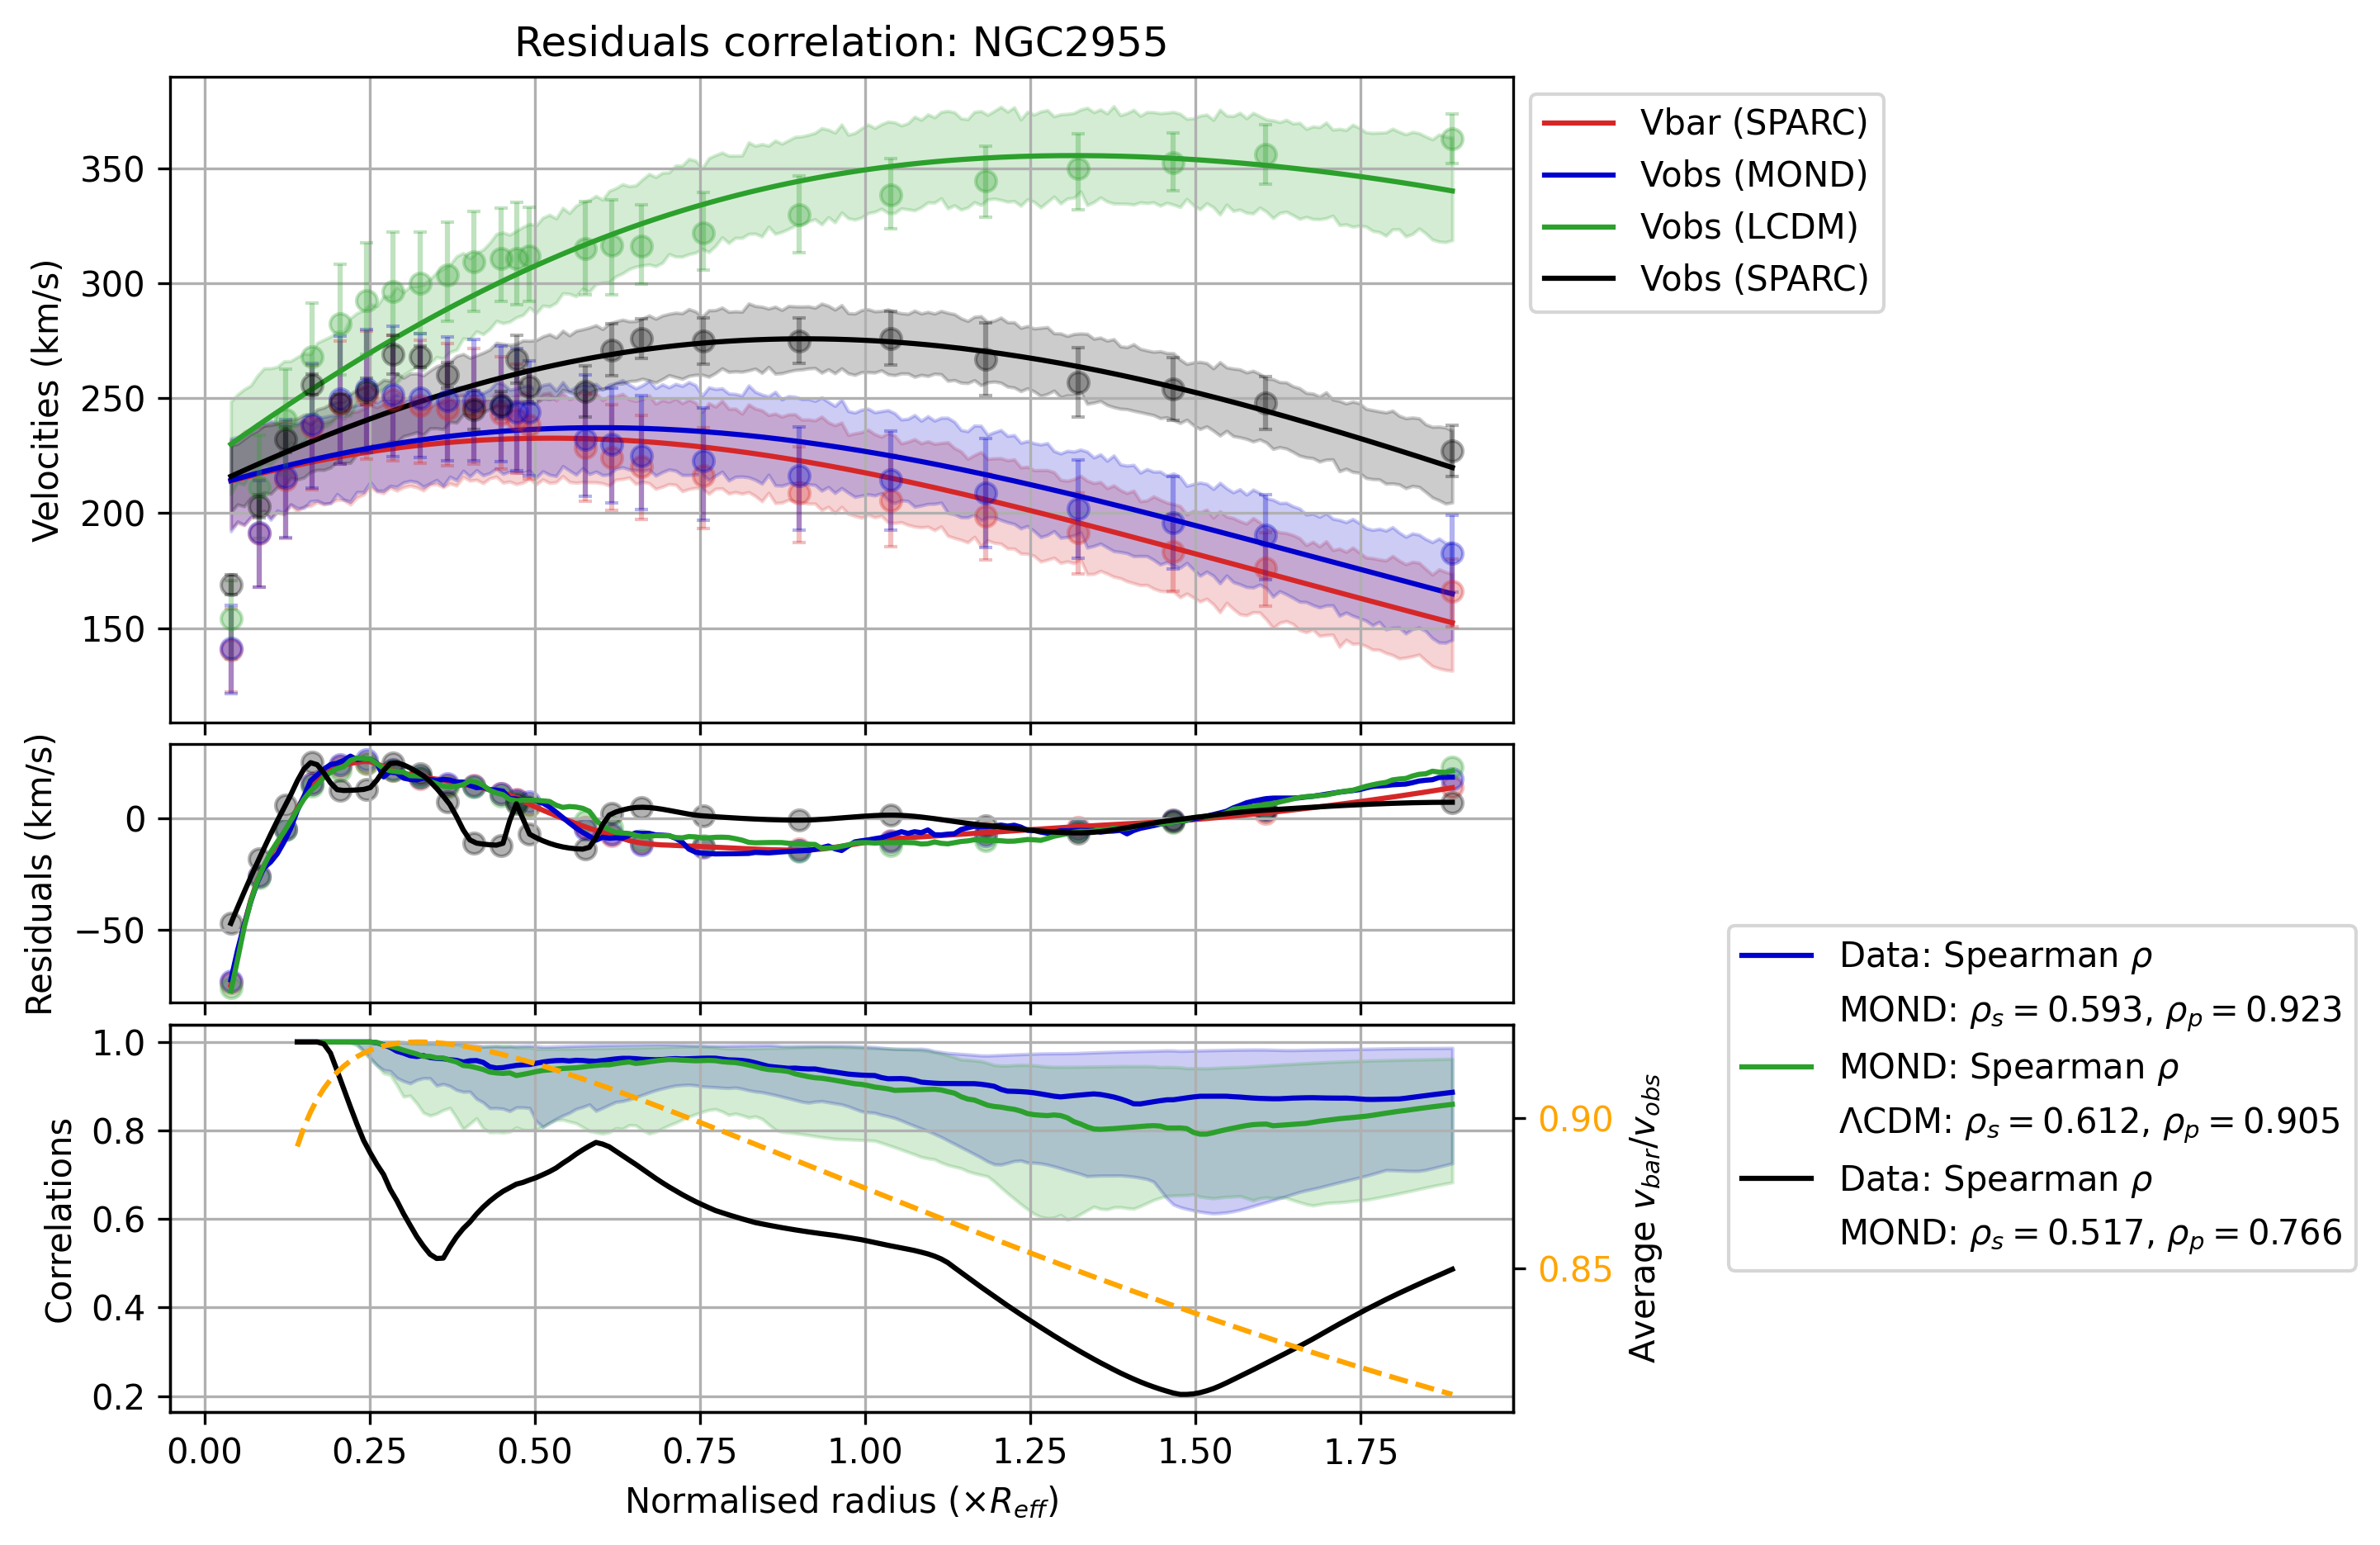 Residuals correlation: NGC2955
Velocities (km/s)
350
300
250
200
150
Vbar (SPARC)
Vobs (MOND)
Vobs (LCDM)
Vobs (SPARC)
Residuals (km/s)
0
−50
Correlations
1.0
0.8
0.6
0.4
0.2
0.90
0.85
Average v_bar/v_obs
Data: Spearman ρ
MOND: ρ_s = 0.593, ρ_p = 0.923
MOND: Spearman ρ
ΛCDM: ρ_s = 0.612, ρ_p = 0.905
Data: Spearman ρ
MOND: ρ_s = 0.517, ρ_p = 0.766
0.00 0.25 0.50 0.75 1.00 1.25 1.50 1.75
Normalised radius (×R_eff)